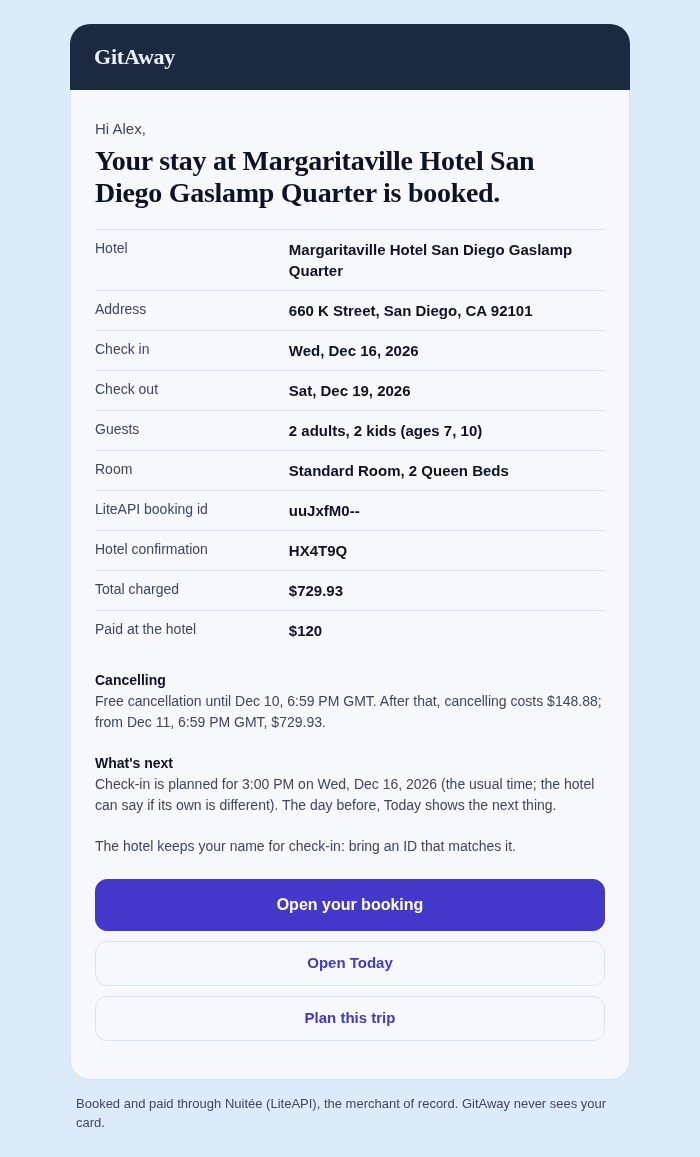 GitAway
Hi Alex,
Your stay at Margaritaville Hotel San
Diego Gaslamp Quarter is booked.
Hotel
Margaritaville Hotel San Diego Gaslamp
Quarter
Address
660 K Street, San Diego, CA 92101
Check in
Wed, Dec 16, 2026
Check out
Sat, Dec 19, 2026
Guests
2 adults, 2 kids (ages 7, 10)
Room
Standard Room, 2 Queen Beds
LiteAPI booking id
uuJxfM0--
Hotel confirmation
HX4T9Q
Total charged
$729.93
Paid at the hotel
$120
Cancelling
Free cancellation until Dec 10, 6:59 PM GMT. After that, cancelling costs $148.88;
from Dec 11, 6:59 PM GMT, $729.93.
What's next
Check-in is planned for 3:00 PM on Wed, Dec 16, 2026 (the usual time; the hotel
can say if its own is different). The day before, Today shows the next thing.
The hotel keeps your name for check-in: bring an ID that matches it.
Open your booking
Open Today
Plan this trip
Booked and paid through Nuitée (LiteAPI), the merchant of record. GitAway never sees your
card.